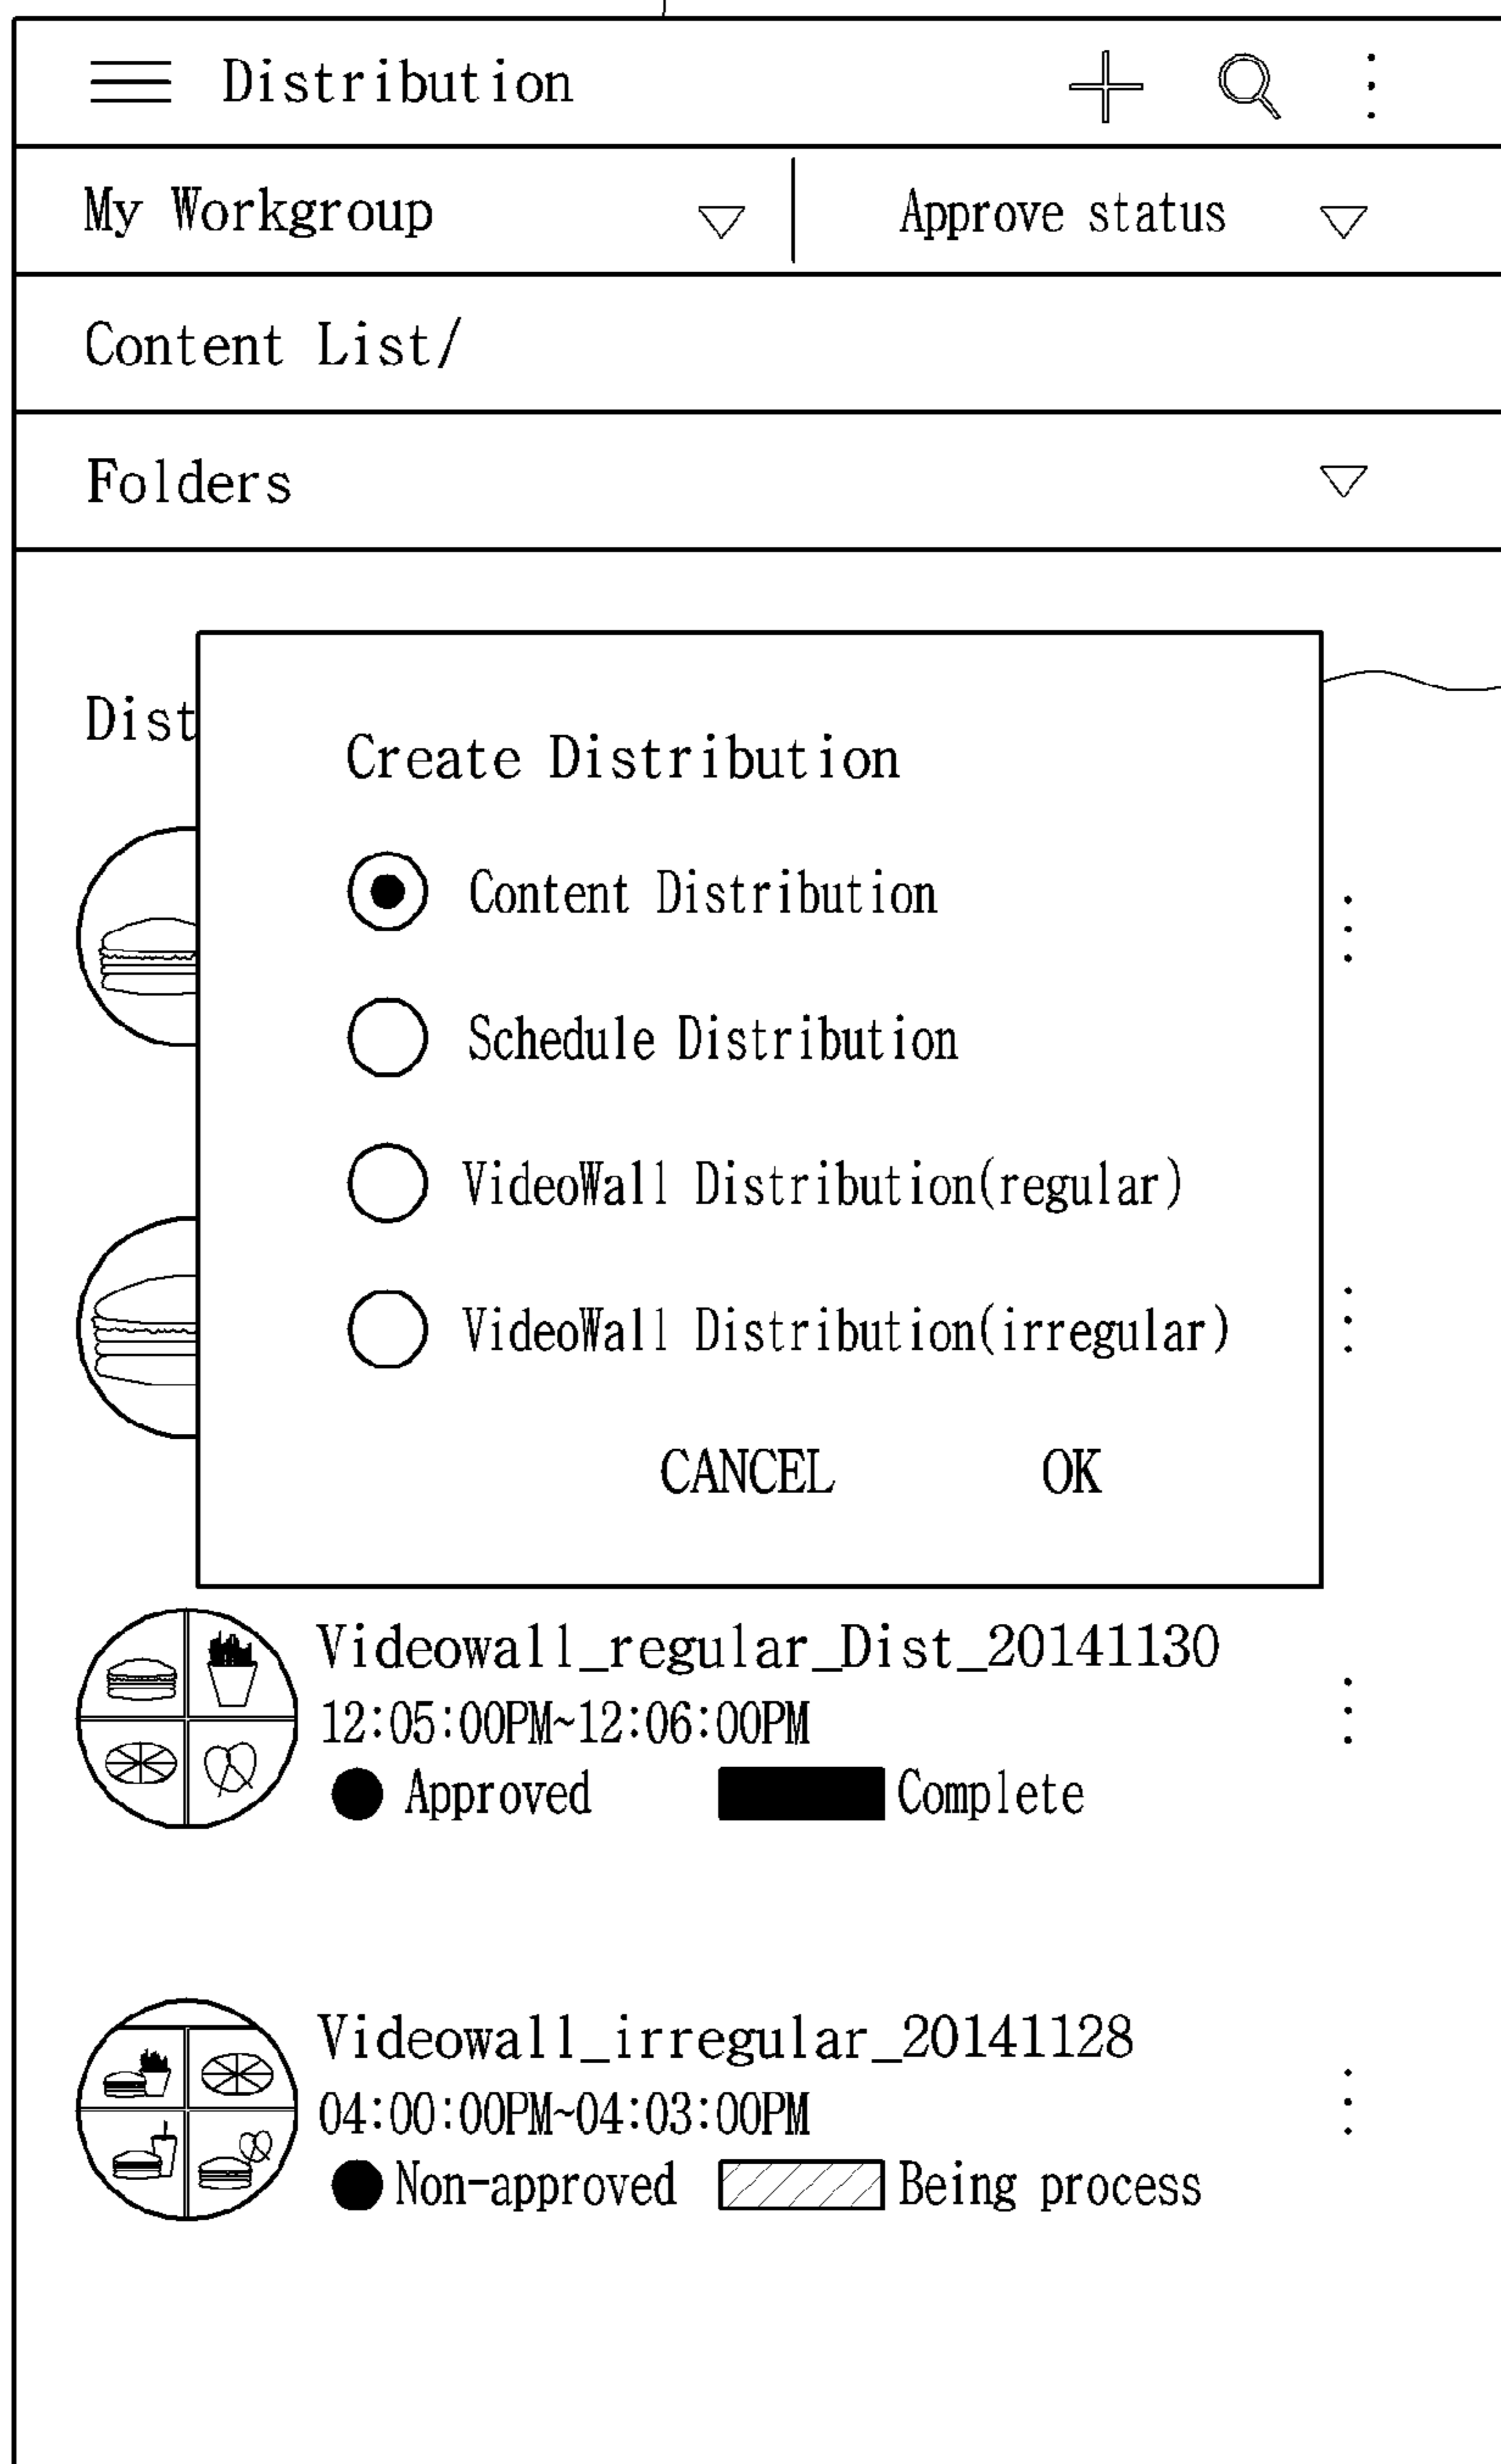 Distribution
My Workgroup Approve status
Content List/
Folders
Dist
Create Distribution
Content Distribution
Schedule Distribution
VideoWall Distribution(regular)
VideoWall Distribution(irregular)
CANCEL OK
Videowall_regular_Dist_20141130
12:05:00PM~12:06:00PM
Approved Complete
Videowall_irregular_20141128
04:00:00PM~04:03:00PM
Non-approved Being process